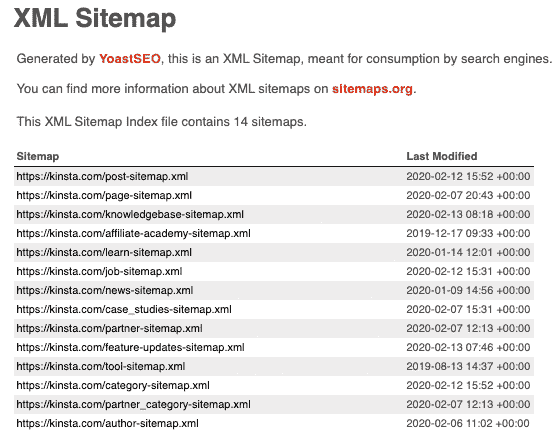 XML Sitemap
Generated by YoastSEO, this is an XML Sitemap, meant for consumption by search engines.
You can find more information about XML sitemaps on sitemaps.org.
This XML Sitemap Index file contains 14 sitemaps.
Sitemap Last Modified
https://kinsta.com/post-sitemap.xml 2020-02-12 15:52 +00:00
https://kinsta.com/page-sitemap.xml 2020-02-07 20:43 +00:00
https://kinsta.com/knowledgebase-sitemap.xml 2020-02-13 08:18 +00:00
https://kinsta.com/affiliate-academy-sitemap.xml 2019-12-17 09:33 +00:00
https://kinsta.com/learn-sitemap.xml 2020-01-14 12:01 +00:00
https://kinsta.com/job-sitemap.xml 2020-02-12 15:31 +00:00
https://kinsta.com/news-sitemap.xml 2020-01-09 14:56 +00:00
https://kinsta.com/case_studies-sitemap.xml 2020-02-07 15:31 +00:00
https://kinsta.com/partner-sitemap.xml 2020-02-07 12:13 +00:00
https://kinsta.com/feature-updates-sitemap.xml 2020-02-13 07:46 +00:00
https://kinsta.com/tool-sitemap.xml 2019-08-13 14:37 +00:00
https://kinsta.com/category-sitemap.xml 2020-02-12 15:52 +00:00
https://kinsta.com/partner_category-sitemap.xml 2020-02-07 12:13 +00:00
https://kinsta.com/author-sitemap.xml 2020-02-06 11:02 +00:00